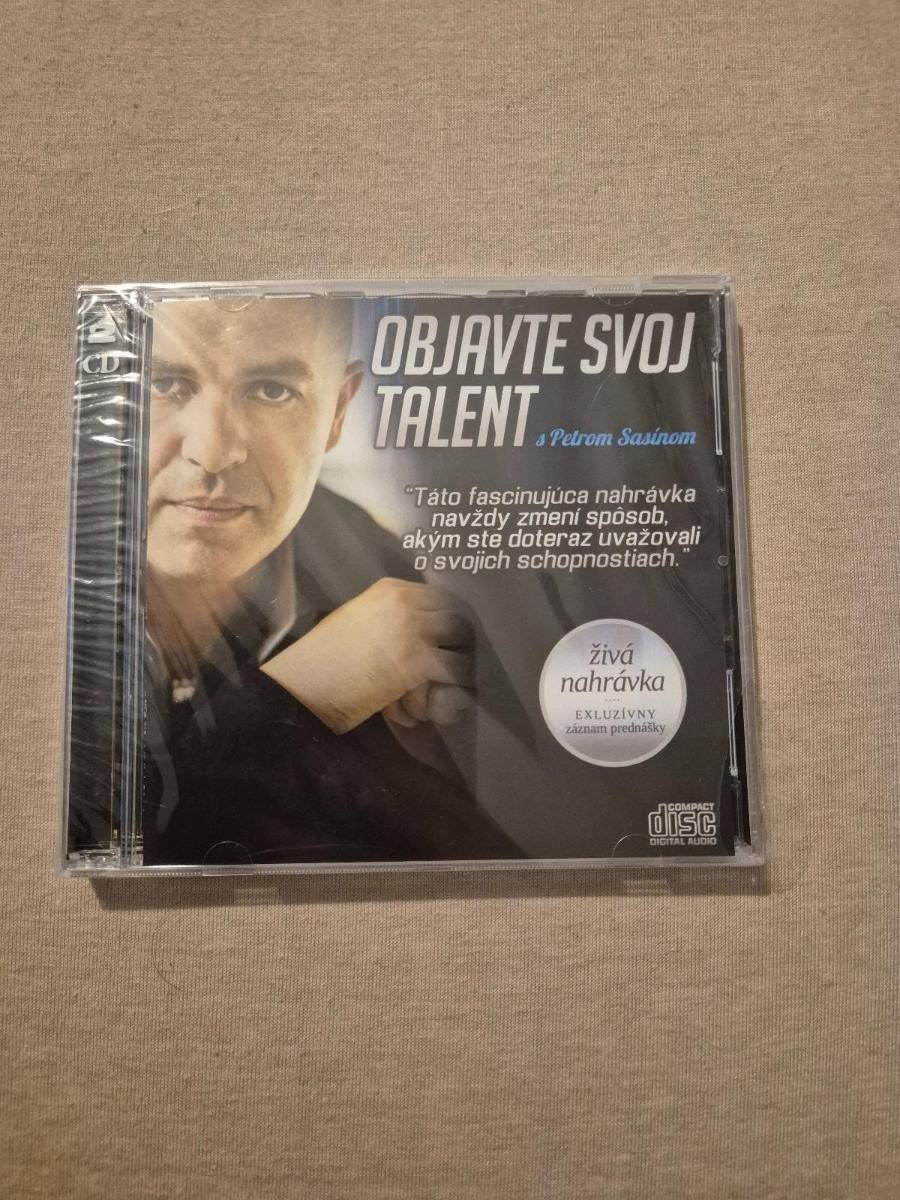 2
CD
OBJAVTE SVOJ
TALENT
s Petrom Sasínom
"Táto fascinujúca nahrávka
navždy zmení spôsob,
akým ste doteraz uvažovali
o svojich schopnostiach."
živá
nahrávka
EXLUZÍVNY
záznam prednášky
COMPACT
disc
DIGITAL AUDIO